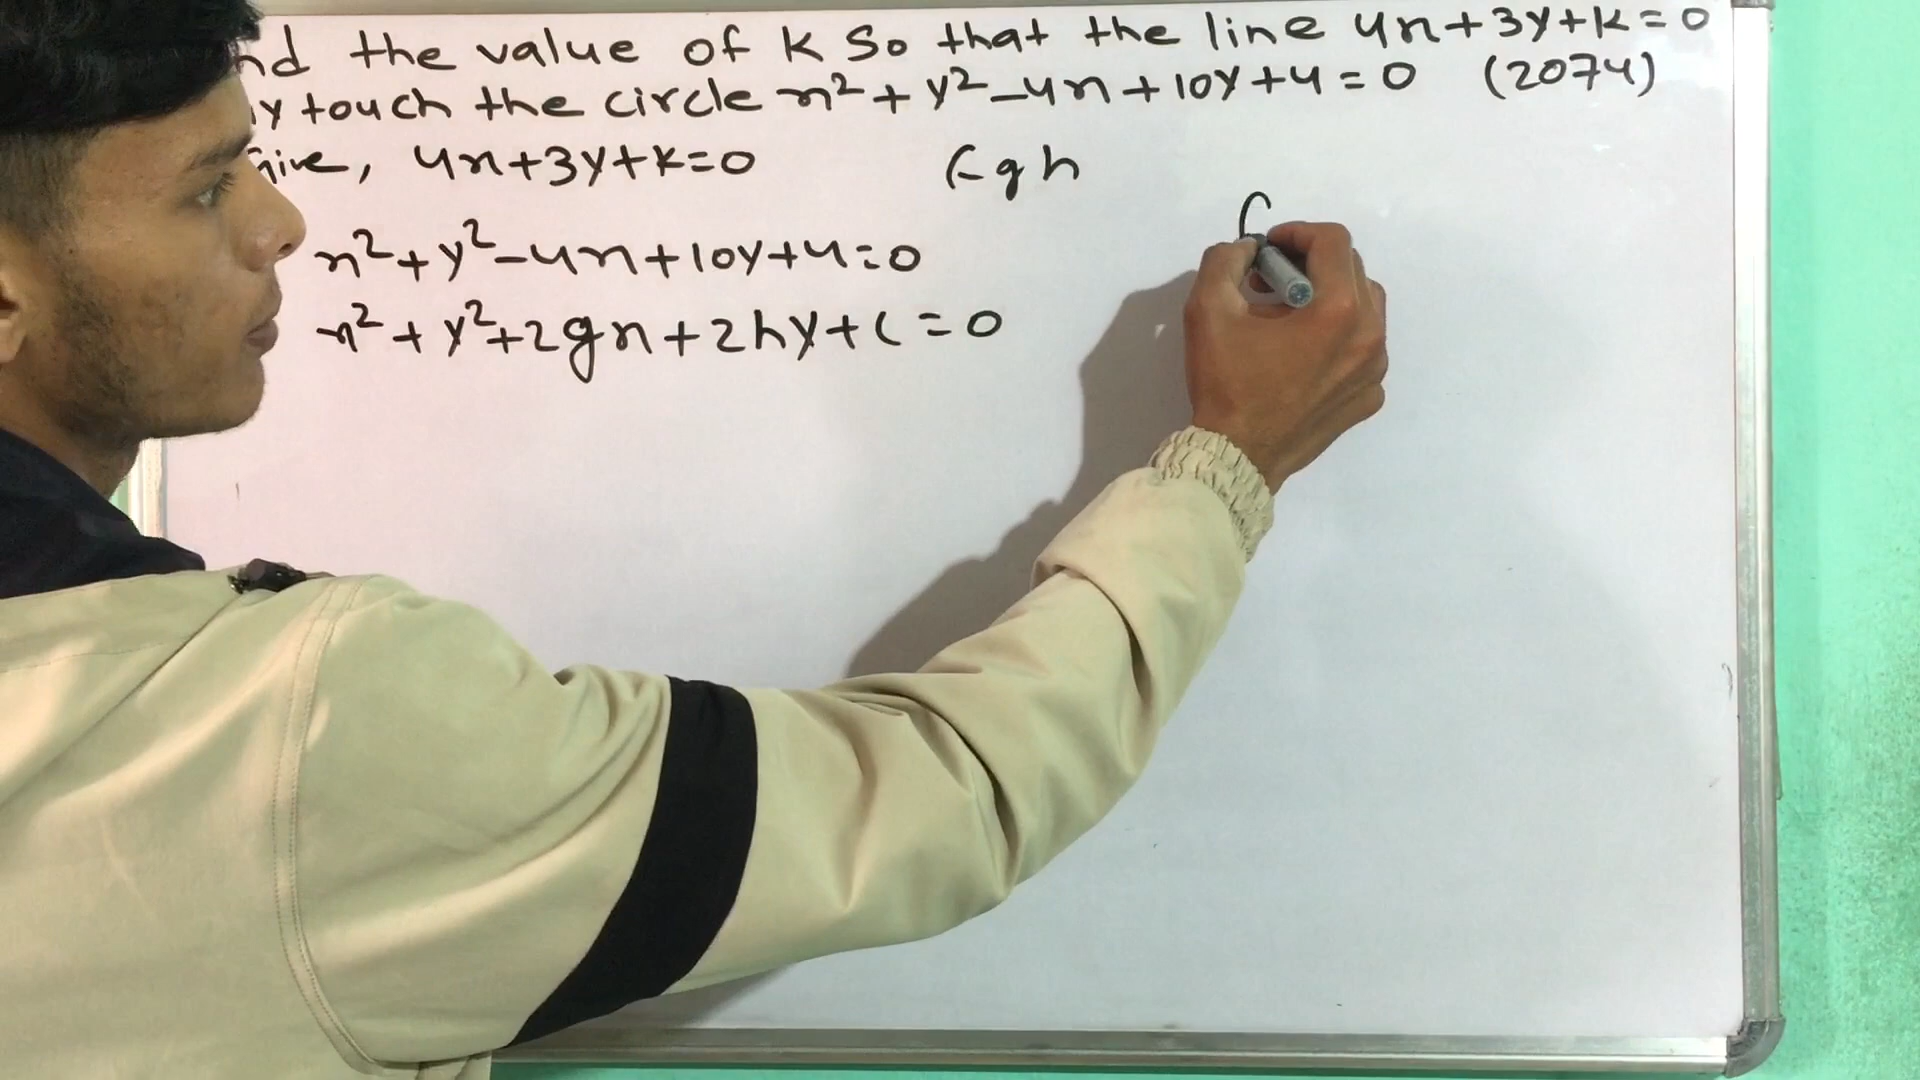 nd the value of k so that the line 4x+3y+k=0
y touch the circle x²+y²-4x+10y+4=0 (2074)
Give, 4x+3y+k=0
(-g h
x²+y²-4x+10y+4=0
x²+y²+2gx+2hy+c=0